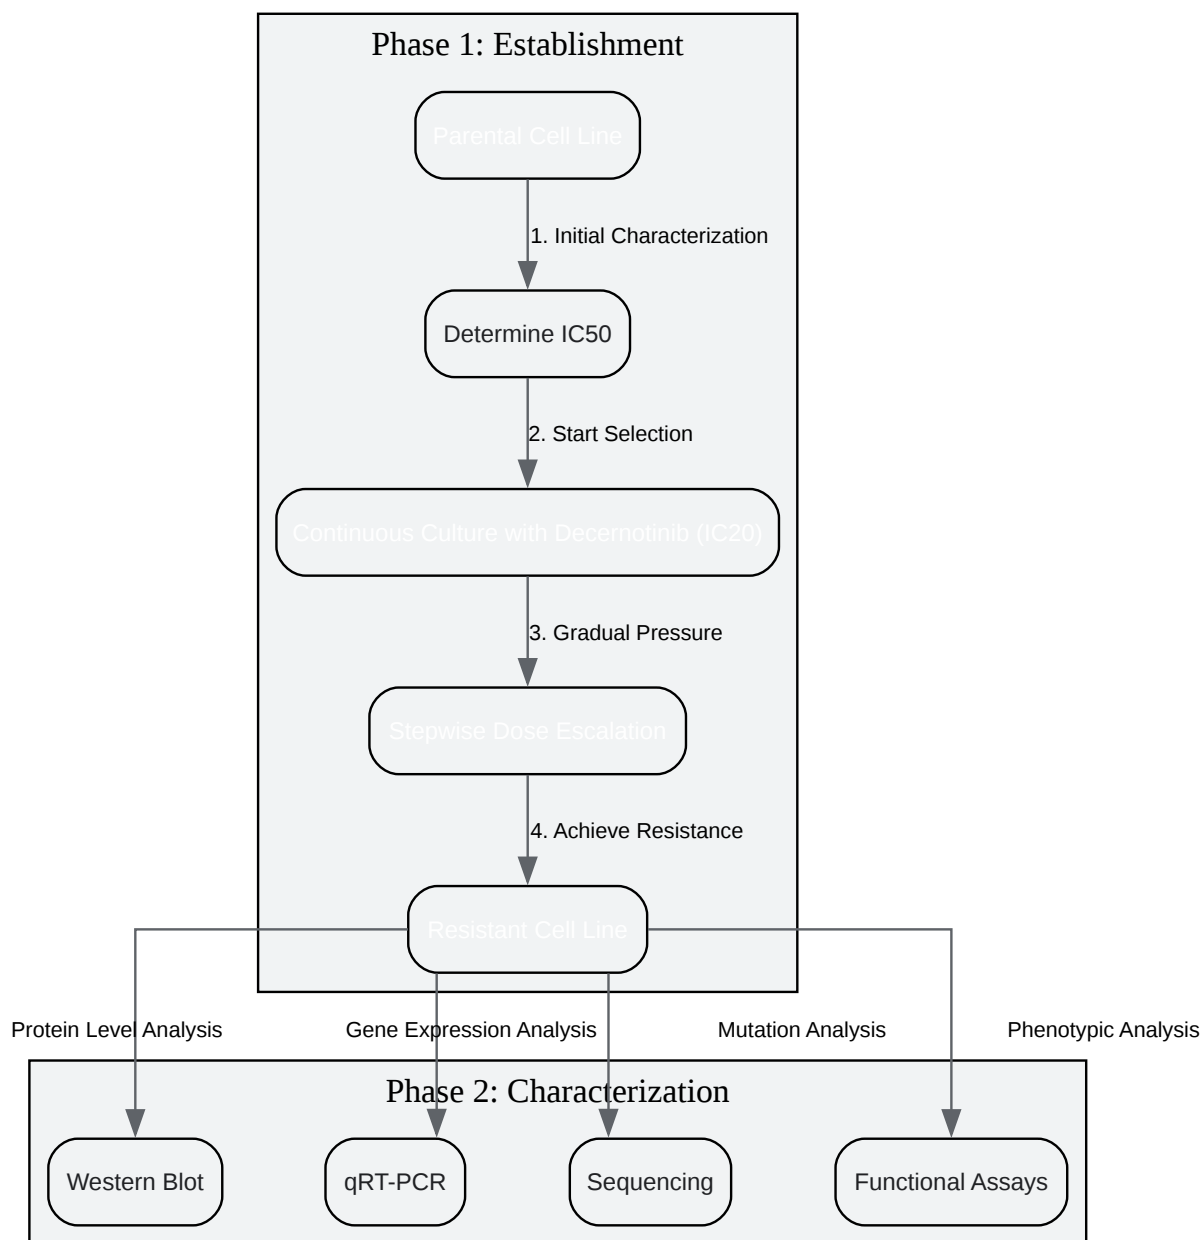 Phase 1: Establishment
Parental Cell Line
1. Initial Characterization
Determine IC50
2. Start Selection
Continuous Culture with Decernotinib (IC20)
3. Gradual Pressure
Stepwise Dose Escalation
4. Achieve Resistance
Resistant Cell Line
Protein Level Analysis
Gene Expression Analysis
Mutation Analysis
Phenotypic Analysis
Phase 2: Characterization
Western Blot
qRT-PCR
Sequencing
Functional Assays